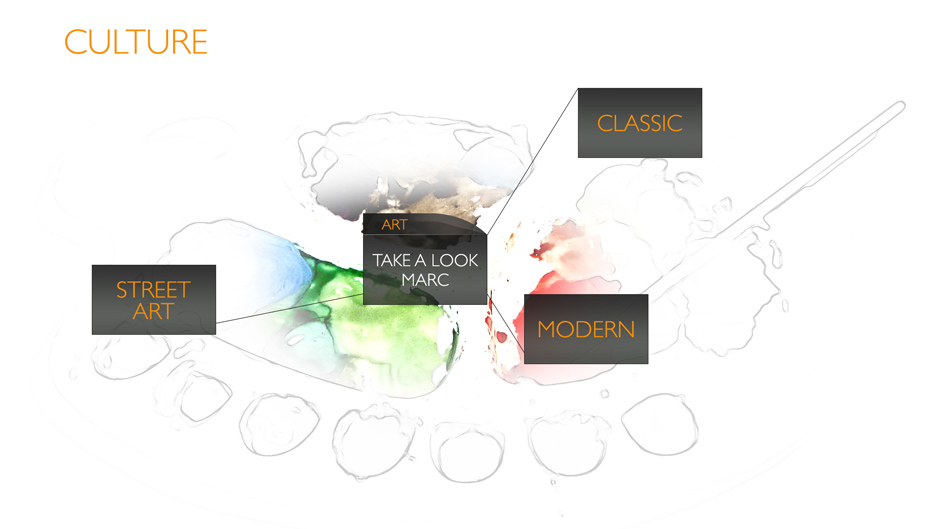 CULTURE
CLASSIC
ART
TAKE A LOOK
MARC
STREET
ART
MODERN